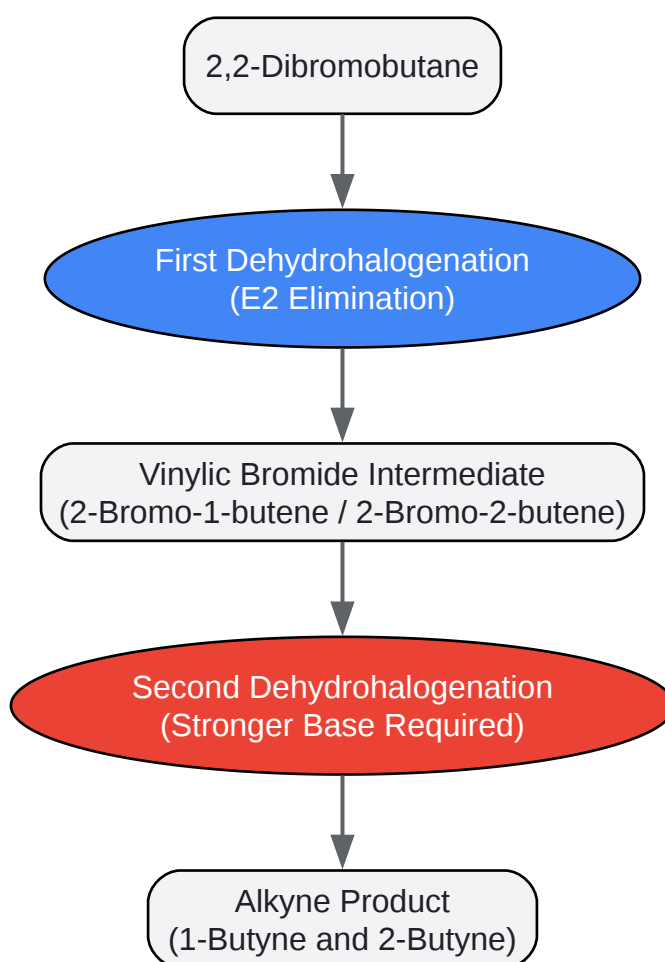 2,2-Dibromobutane
First Dehydrohalogenation
(E2 Elimination)
Vinylic Bromide Intermediate
(2-Bromo-1-butene / 2-Bromo-2-butene)
Second Dehydrohalogenation
(Stronger Base Required)
Alkyne Product
(1-Butyne and 2-Butyne)